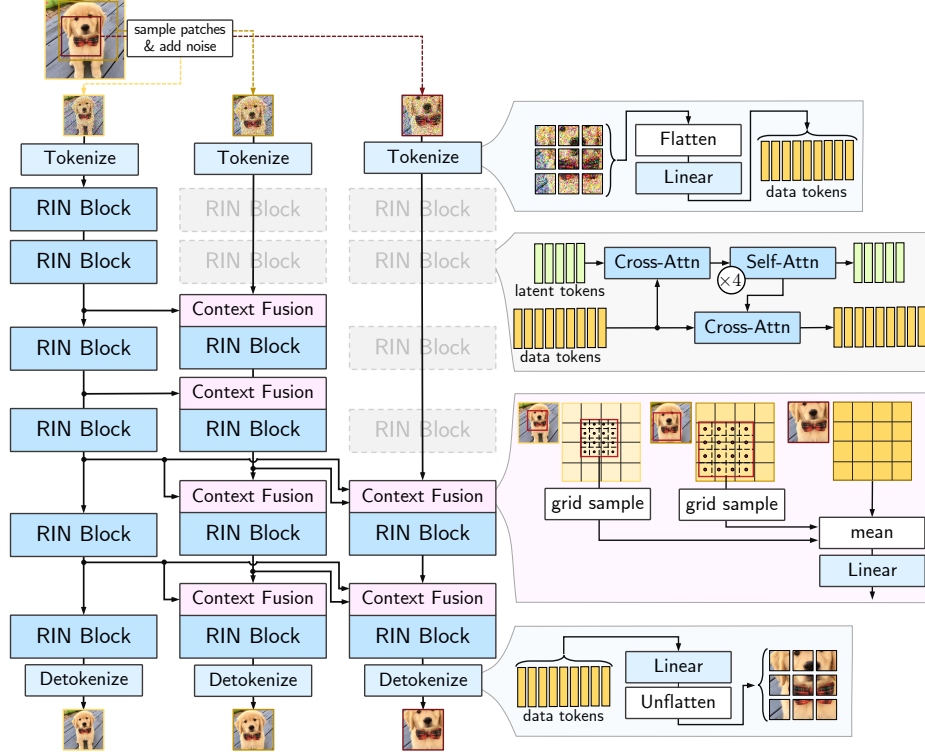 sample patches
& add noise
Tokenize
Tokenize
Tokenize
RIN Block
RIN Block
RIN Block
RIN Block
RIN Block
RIN Block
Context Fusion
RIN Block
RIN Block
RIN Block
Context Fusion
RIN Block
RIN Block
RIN Block
Context Fusion
Context Fusion
RIN Block
RIN Block
RIN Block
Context Fusion
Context Fusion
RIN Block
RIN Block
RIN Block
Detokenize
Detokenize
Detokenize
Flatten
Linear
data tokens
Cross-Attn
Self-Attn
×4
latent tokens
Cross-Attn
data tokens
grid sample
grid sample
mean
Linear
Linear
Unflatten
data tokens